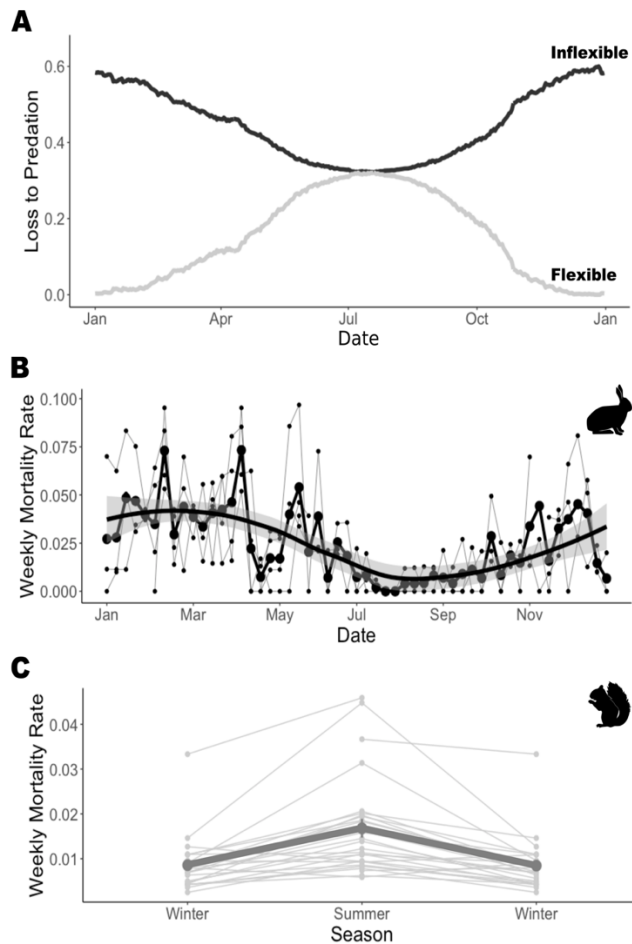 A
Inflexible
0.6
0.4
0.2
0.0
Loss to Predation
Flexible
Jan Apr Jul Oct Jan
Date
B
0.100
0.075
0.050
0.025
0.000
Weekly Mortality Rate
Jan Mar May Jul Sep Nov
Date
C
0.04
0.03
0.02
0.01
Weekly Mortality Rate
Winter Summer Winter
Season